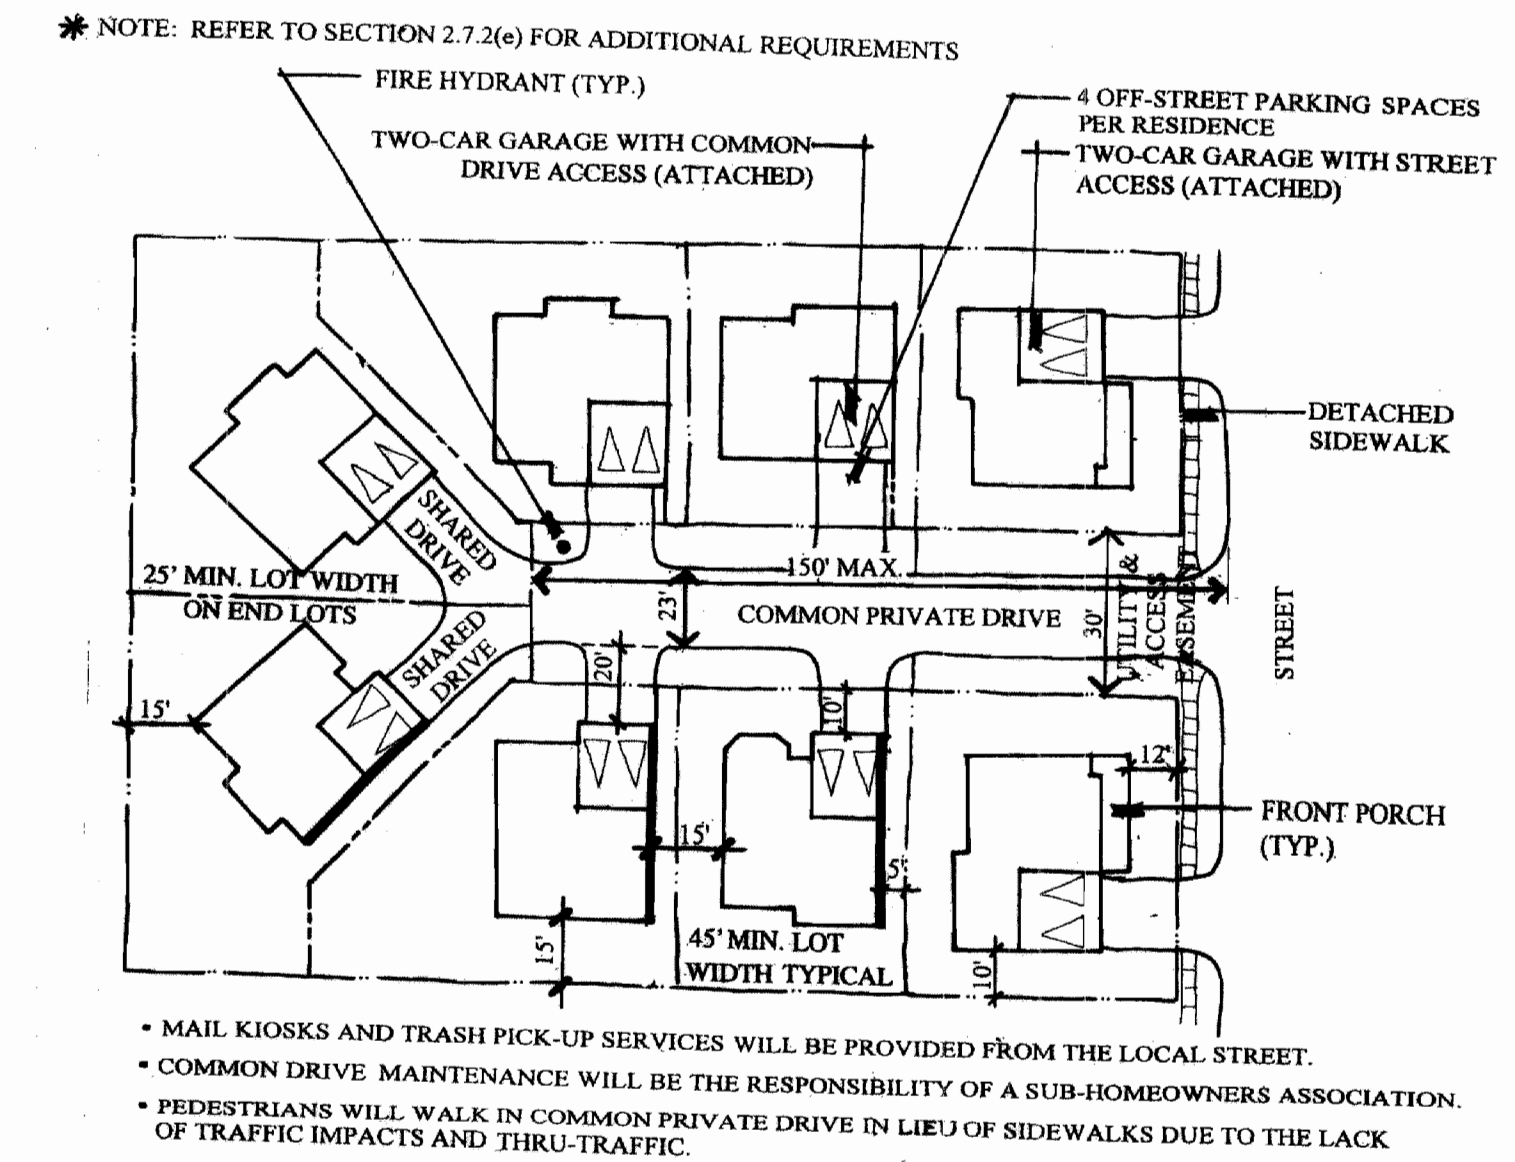 ✱ NOTE: REFER TO SECTION 2.7.2(e) FOR ADDITIONAL REQUIREMENTS
FIRE HYDRANT (TYP.)
4 OFF-STREET PARKING SPACES
PER RESIDENCE
TWO-CAR GARAGE WITH COMMON
DRIVE ACCESS (ATTACHED)
TWO-CAR GARAGE WITH STREET
ACCESS (ATTACHED)
DETACHED
SIDEWALK
SHARED
DRIVE
25' MIN. LOT WIDTH
ON END LOTS
150' MAX.
23'
COMMON PRIVATE DRIVE
30'
UTILITY &
ACCESS
EASEMENT
STREET
SHARED
DRIVE
20'
15'
10'
12'
FRONT PORCH
(TYP.)
15'
5'
15'
45' MIN. LOT
WIDTH TYPICAL
10'
• MAIL KIOSKS AND TRASH PICK-UP SERVICES WILL BE PROVIDED FROM THE LOCAL STREET.
• COMMON DRIVE MAINTENANCE WILL BE THE RESPONSIBILITY OF A SUB-HOMEOWNERS ASSOCIATION.
• PEDESTRIANS WILL WALK IN COMMON PRIVATE DRIVE IN LIEU OF SIDEWALKS DUE TO THE LACK
OF TRAFFIC IMPACTS AND THRU-TRAFFIC.